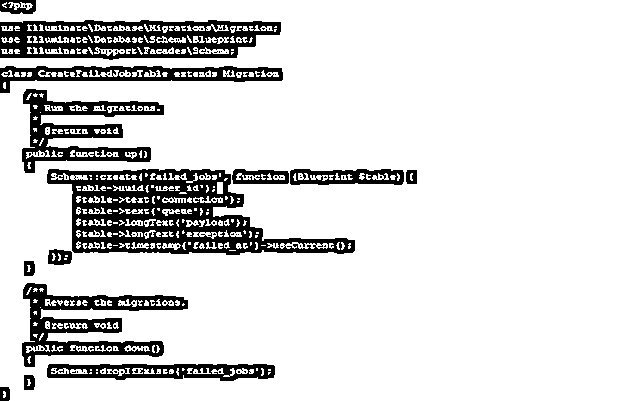 <?php
use Illuminate\Database\Migrations\Migration;
use Illuminate\Database\Schema\Blueprint;
use Illuminate\Support\Facades\Schema;
class CreateFailedJobsTable extends Migration
{
/**
* Run the migrations.
*
* @return void
*/
public function up()
{
Schema::create('failed_jobs', function (Blueprint $table) {
table->uuid('user_id');
$table->text('connection');
$table->text('queue');
$table->longText('payload');
$table->longText('exception');
$table->timestamp('failed_at')->useCurrent();
});
}
/**
* Reverse the migrations.
*
* @return void
*/
public function down()
{
Schema::dropIfExists('failed_jobs');
}
}